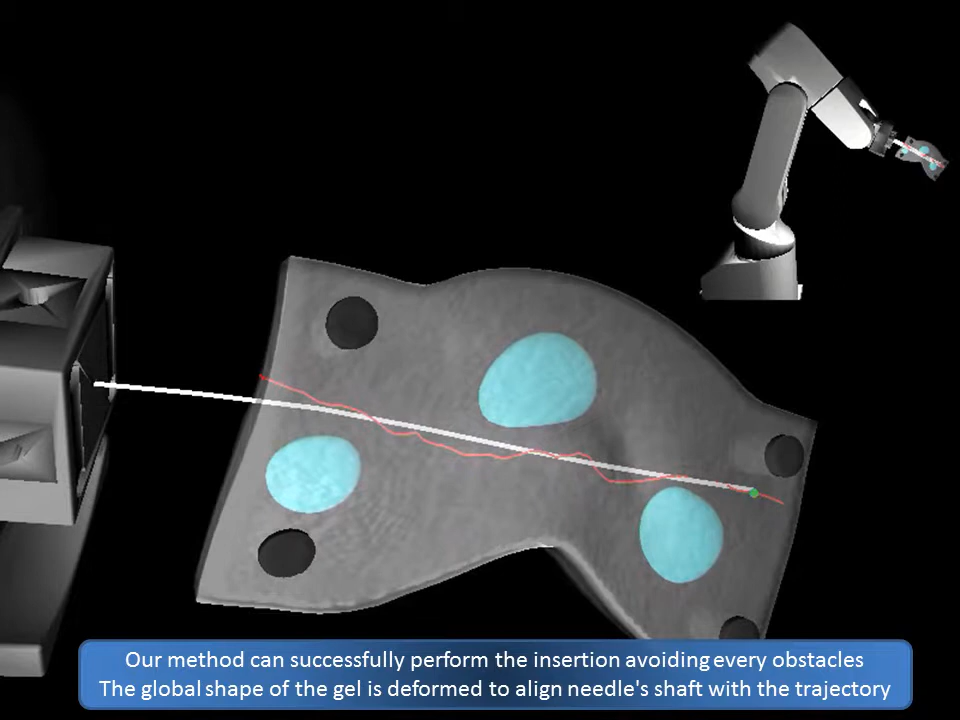 Our method can successfully perform the insertion avoiding every obstacles
The global shape of the gel is deformed to align needle's shaft with the trajectory